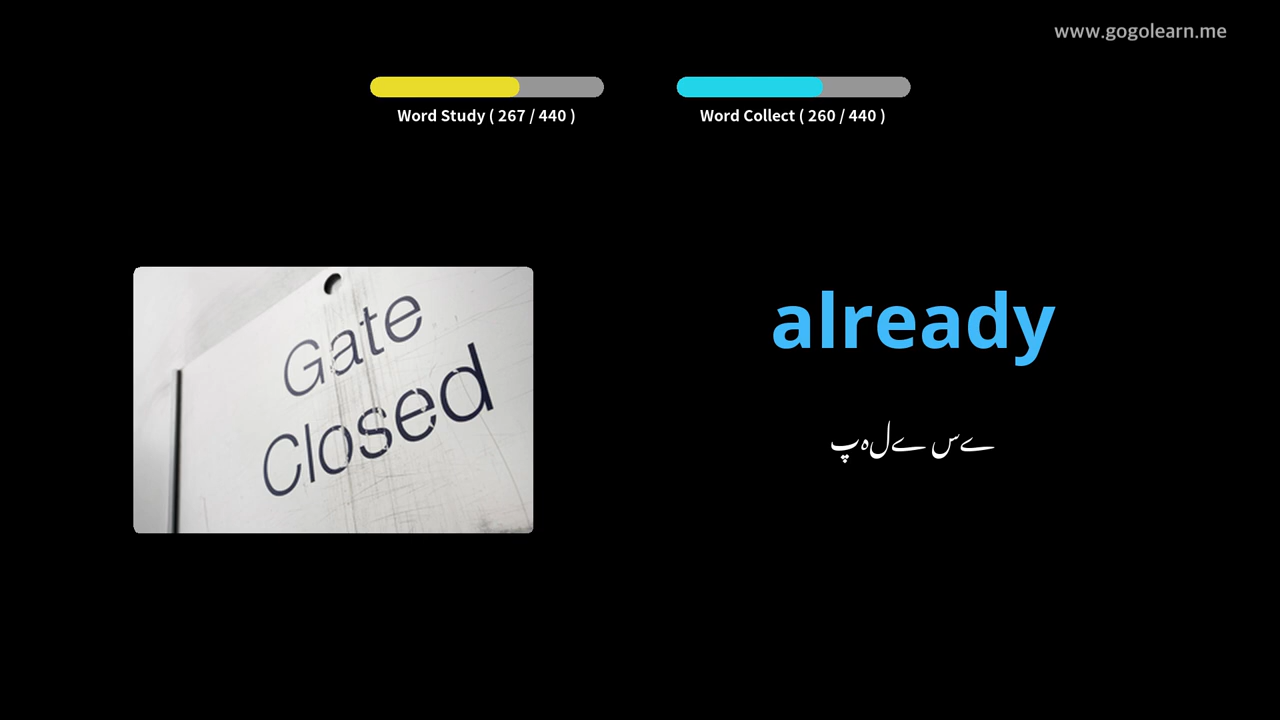 www.gogolearn.me
Word Study ( 267 / 440 )
Word Collect ( 260 / 440 )
Gate
Closed
already
پہلے سے